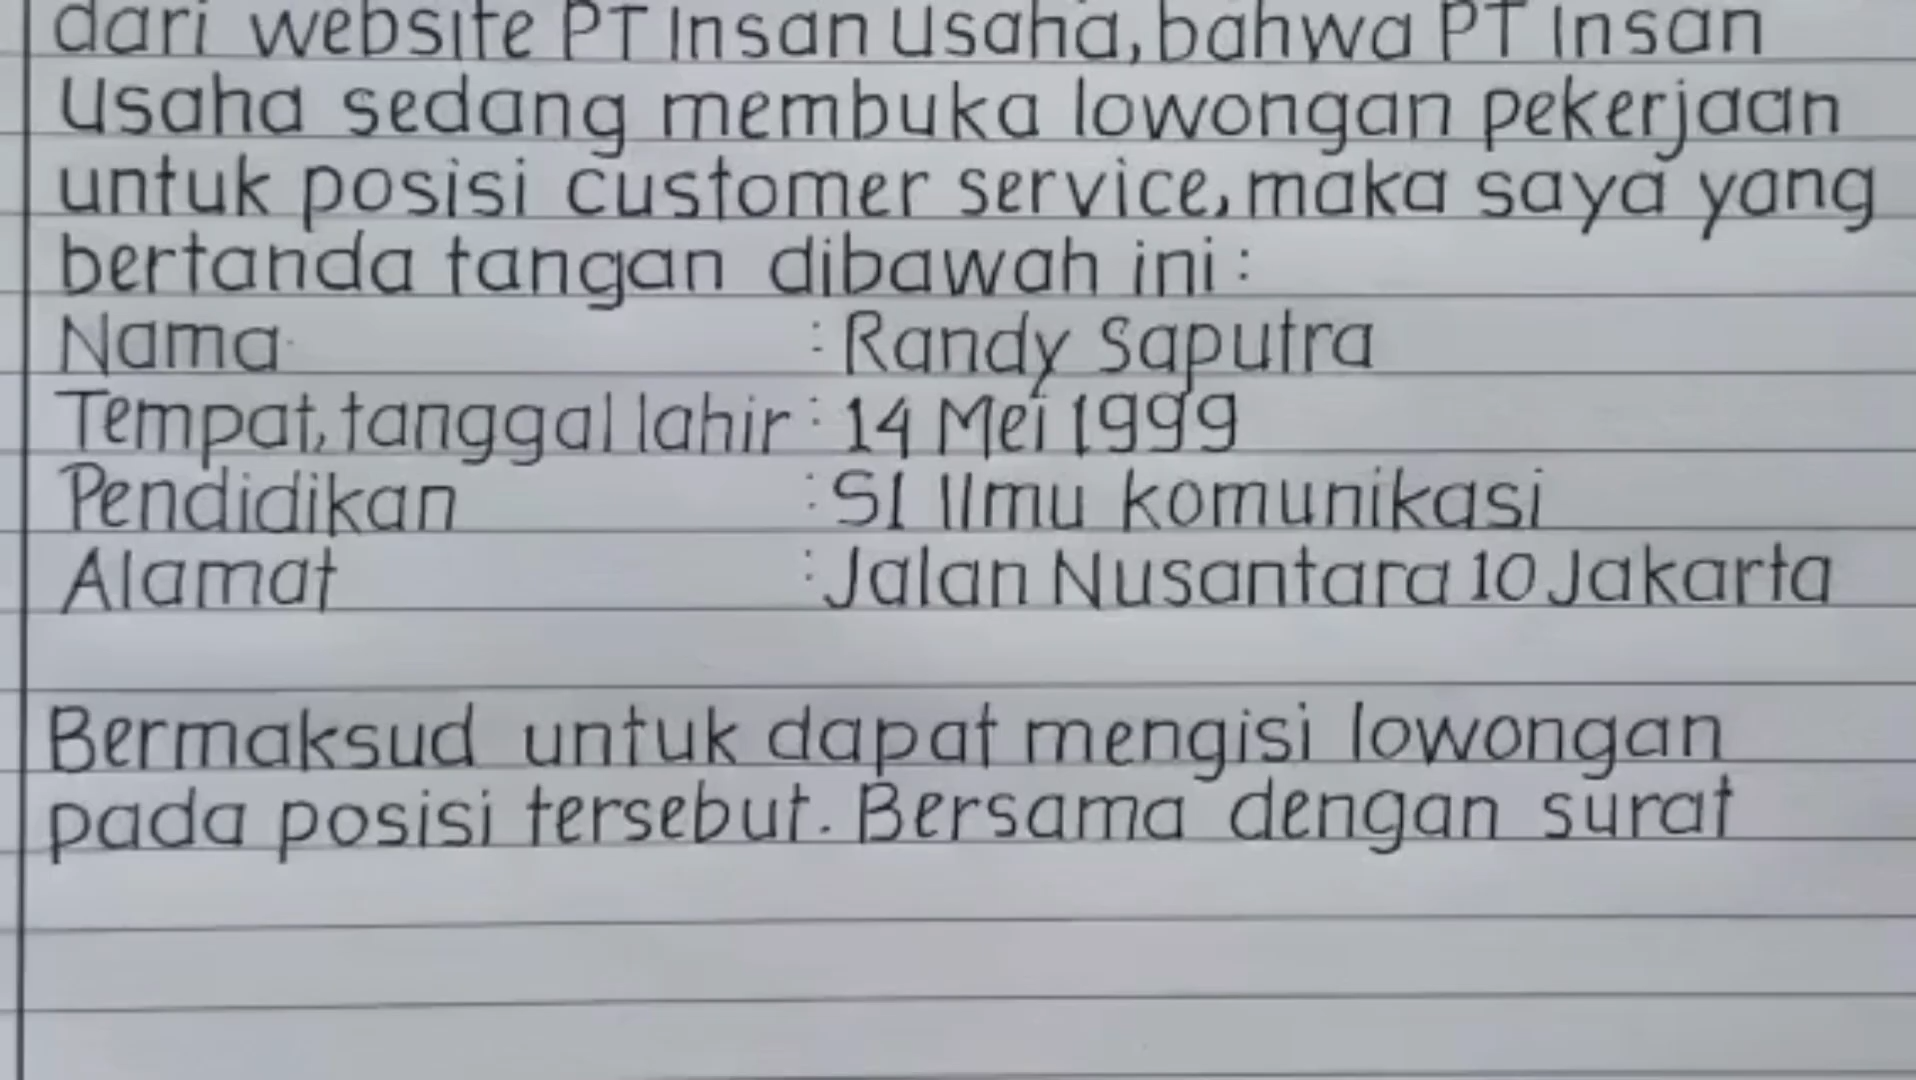 dari website PT Insan Usaha, bahwa PT Insan
Usaha sedang membuka lowongan pekerjaan
untuk posisi customer service, maka saya yang
bertanda tangan dibawah ini :
Nama : Randy Saputra
Tempat, tanggal lahir : 14 Mei 1999
Pendidikan : S1 Ilmu komunikasi
Alamat : Jalan Nusantara 10 Jakarta
Bermaksud untuk dapat mengisi lowongan
pada posisi tersebut. Bersama dengan surat